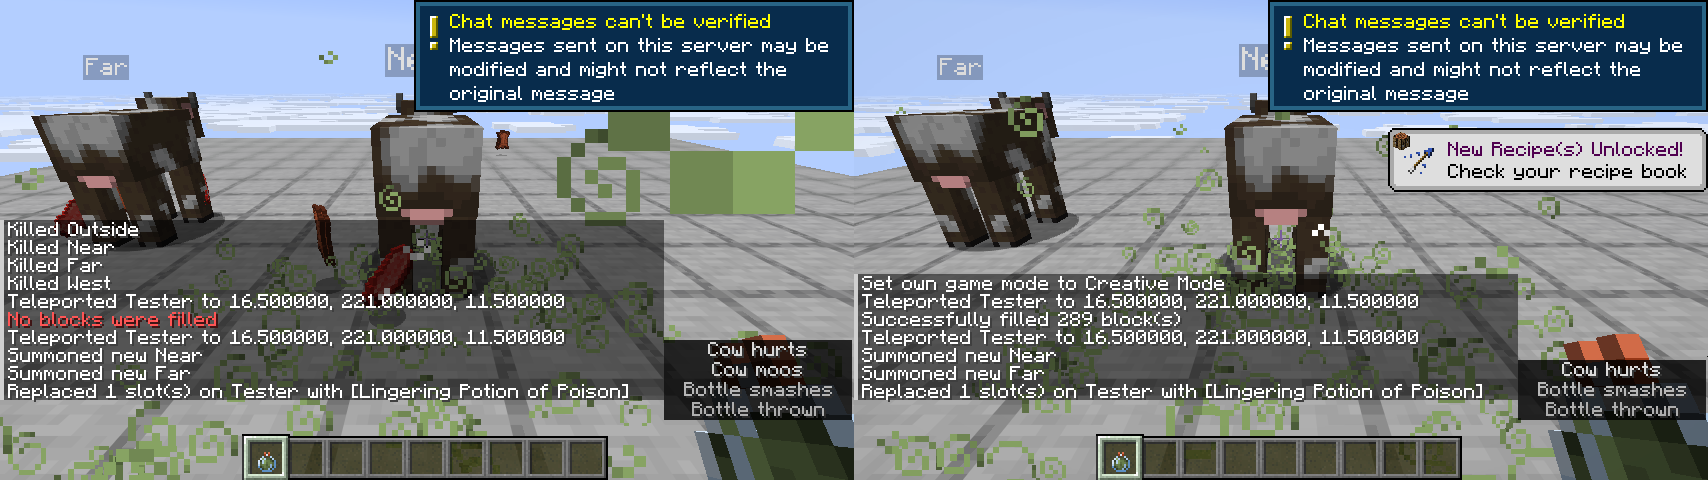 Chat messages can't be verified
Messages sent on this server may be
modified and might not reflect the
original message
Far
Killed Outside
Killed Near
Killed Far
Killed West
Teleported Tester to 16.500000, 221.000000, 11.500000
No blocks were filled
Teleported Tester to 16.500000, 221.000000, 11.500000
Summoned new Near
Summoned new Far
Replaced 1 slot(s) on Tester with [Lingering Potion of Poison]
Cow hurts
Cow moos
Bottle smashes
Bottle thrown
Chat messages can't be verified
Messages sent on this server may be
modified and might not reflect the
original message
Far
New Recipe(s) Unlocked!
Check your recipe book
Set own game mode to Creative Mode
Teleported Tester to 16.500000, 221.000000, 11.500000
Successfully filled 289 block(s)
Teleported Tester to 16.500000, 221.000000, 11.500000
Summoned new Near
Summoned new Far
Replaced 1 slot(s) on Tester with [Lingering Potion of Poison]
Cow hurts
Bottle smashes
Bottle thrown